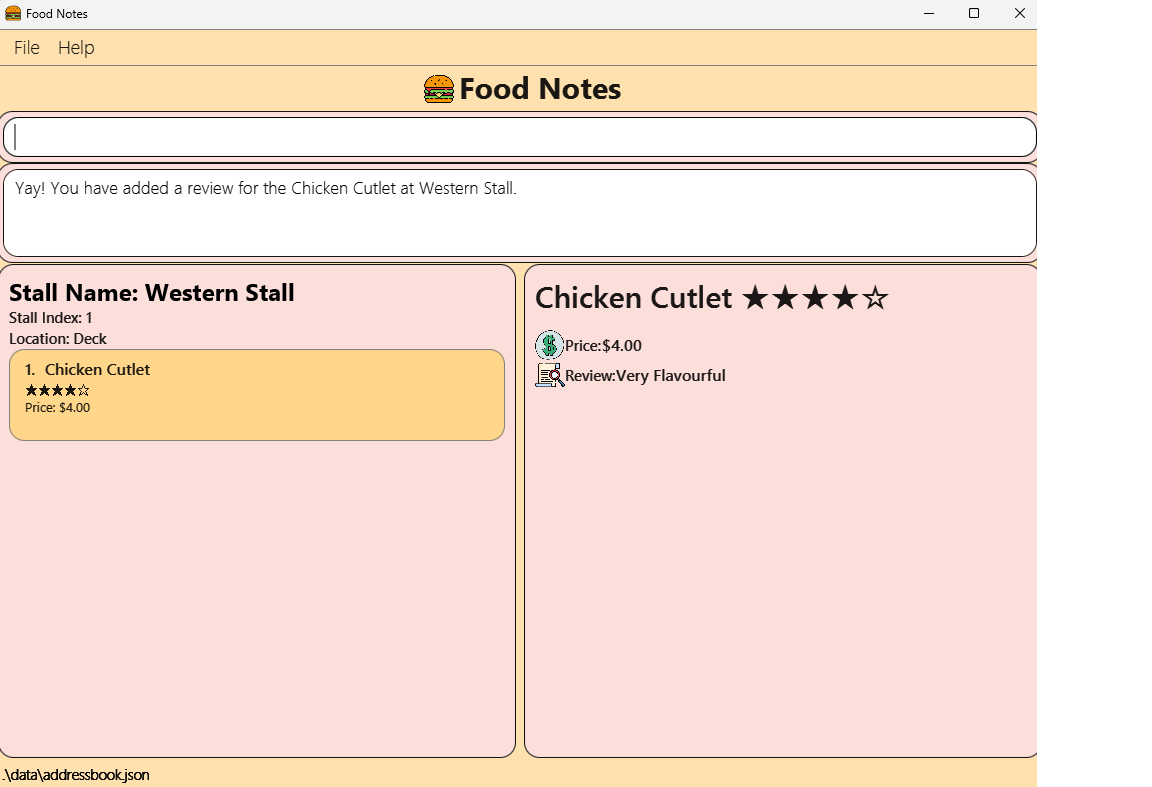 Food Notes
File Help
Food Notes
Yay! You have added a review for the Chicken Cutlet at Western Stall.
Stall Name: Western Stall
Stall Index: 1
Location: Deck
1. Chicken Cutlet
★★★★☆
Price: $4.00
Chicken Cutlet ★★★★☆
Price:$4.00
Review:Very Flavourful
.\data\addressbook.json